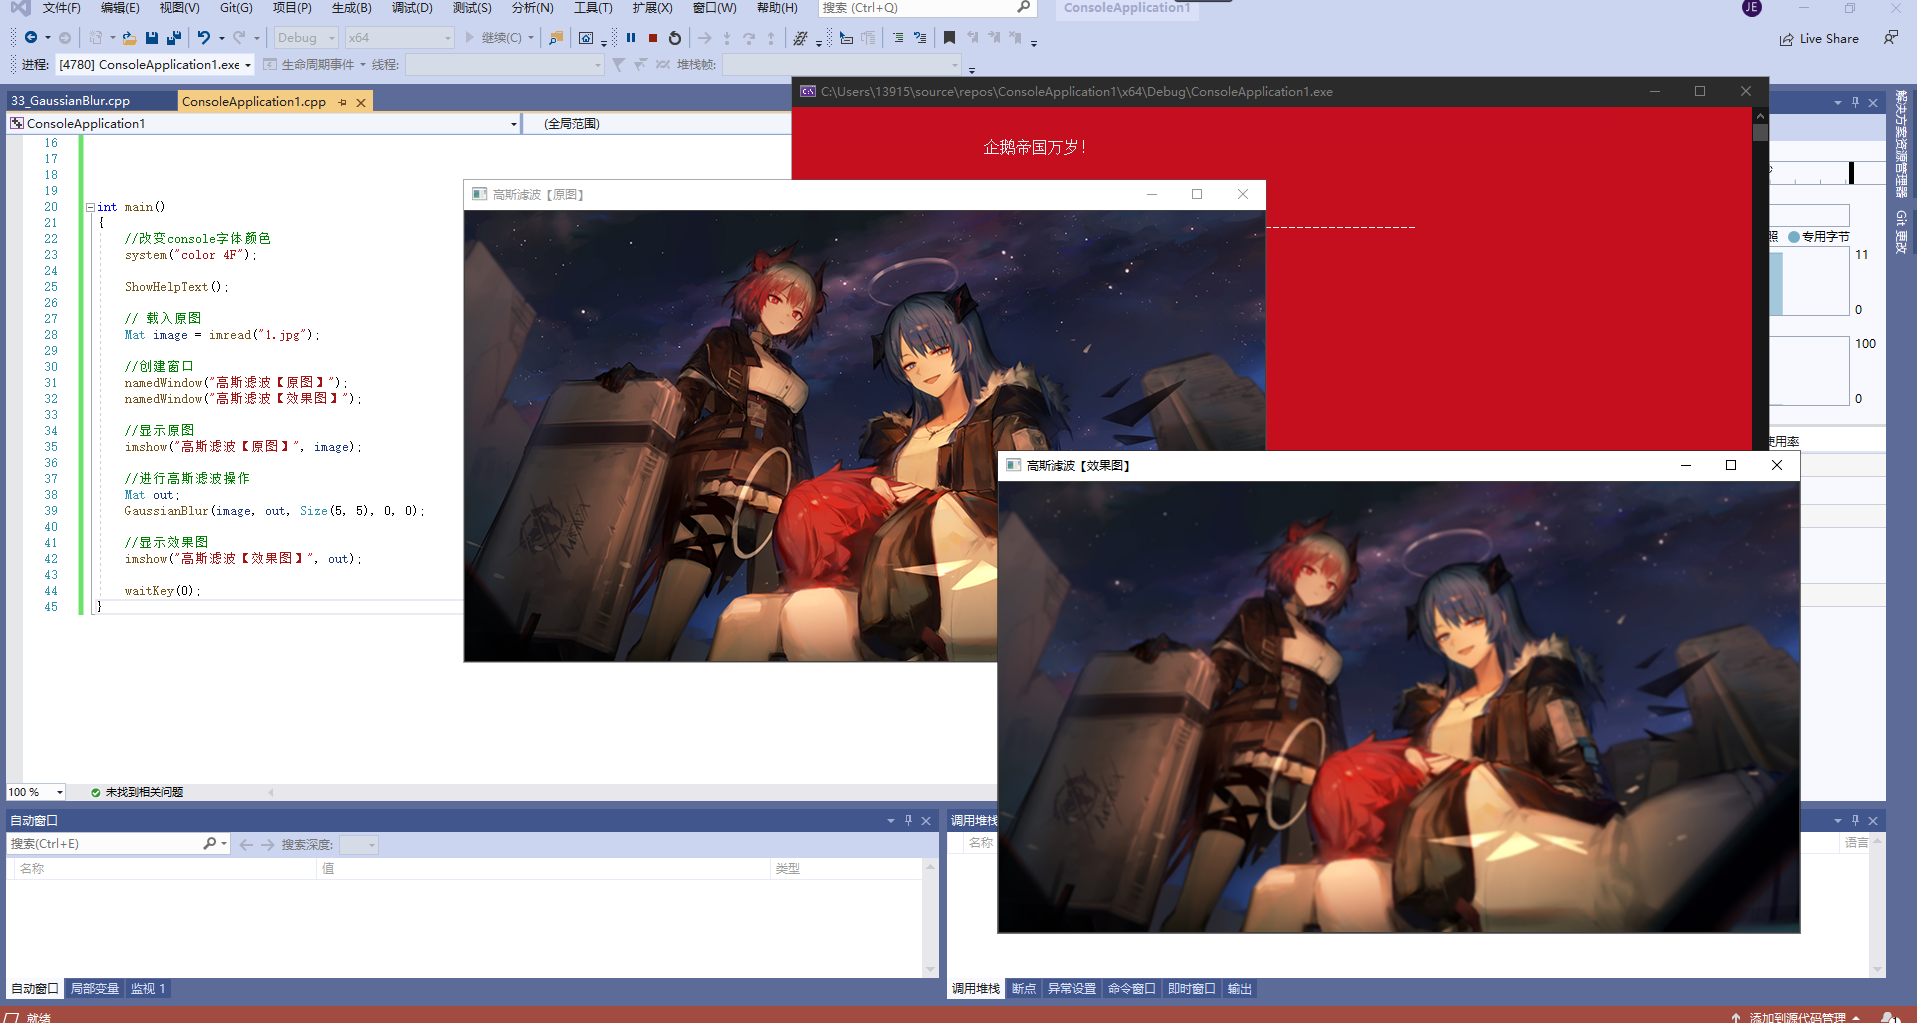 文件(F) 编辑(E) 视图(V) Git(G) 项目(P) 生成(B) 调试(D) 测试(S) 分析(N) 工具(T) 扩展(X) 窗口(W) 帮助(H) 搜索 (Ctrl+Q) ConsoleApplication1 JE
Debug x64 继续(C) Live Share
进程: [4780] ConsoleApplication1.exe 生命周期事件 线程: 堆栈帧:
33_GaussianBlur.cpp ConsoleApplication1.cpp
ConsoleApplication1 (全局范围)
16
17
18
19
20 int main()
21 {
22 //改变console字体颜色
23 system("color 4F");
24
25 ShowHelpText();
26
27 // 载入原图
28 Mat image = imread("1.jpg");
29
30 //创建窗口
31 namedWindow("高斯滤波【原图】");
32 namedWindow("高斯滤波【效果图】");
33
34 //显示原图
35 imshow("高斯滤波【原图】", image);
36
37 //进行高斯滤波操作
38 Mat out;
39 GaussianBlur(image, out, Size(5, 5), 0, 0);
40
41 //显示效果图
42 imshow("高斯滤波【效果图】", out);
43
44 waitKey(0);
45 }
C:\Users\13915\source\repos\ConsoleApplication1\x64\Debug\ConsoleApplication1.exe
企鹅帝国万岁!
------------------
高斯滤波【原图】
高斯滤波【效果图】
解决方案资源管理器
Git 更改
照 专用字节
11
0
100
0
使用率
100 % 未找到相关问题
自动窗口
搜索(Ctrl+E) 搜索深度:
名称 值 类型
自动窗口 局部变量 监视 1
调用堆栈
名称 语言
调用堆栈 断点 异常设置 命令窗口 即时窗口 输出
就绪 添加到源代码管理 1